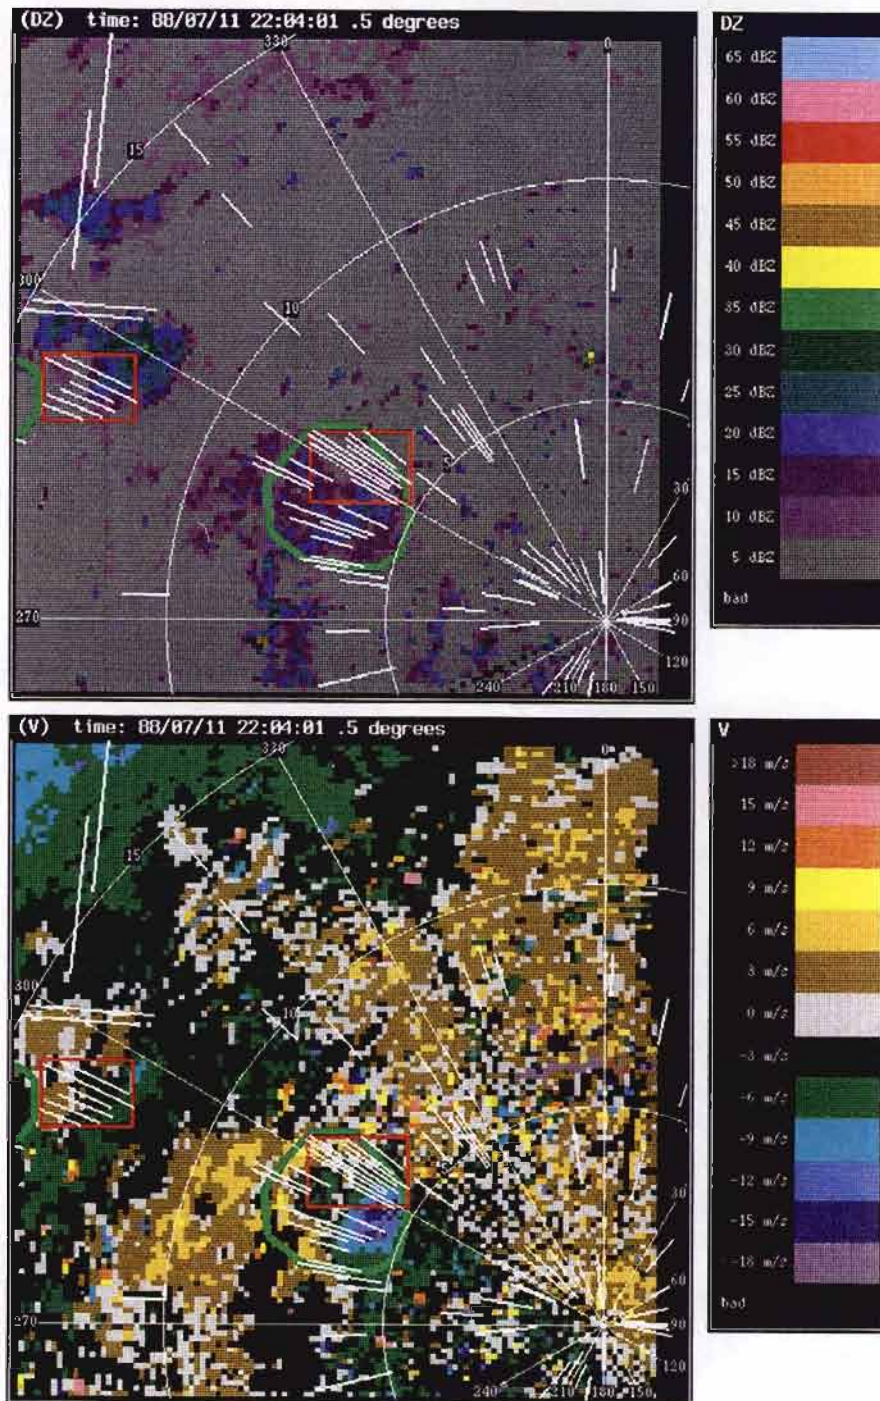 (DZ) time: 88/07/11 22:04:01 .5 degrees
330
0
15
300
10
5
30
60
270
90
120
240
210
180
150
DZ
65 dBZ
60 dBZ
55 dBZ
50 dBZ
45 dBZ
40 dBZ
35 dBZ
30 dBZ
25 dBZ
20 dBZ
15 dBZ
10 dBZ
5 dBZ
bad
(V) time: 88/07/11 22:04:01 .5 degrees
330
0
15
300
10
5
30
60
270
90
120
240
210
180
150
V
>18 m/s
15 m/s
12 m/s
9 m/s
6 m/s
3 m/s
0 m/s
-3 m/s
-6 m/s
-9 m/s
-12 m/s
-15 m/s
-18 m/s
bad